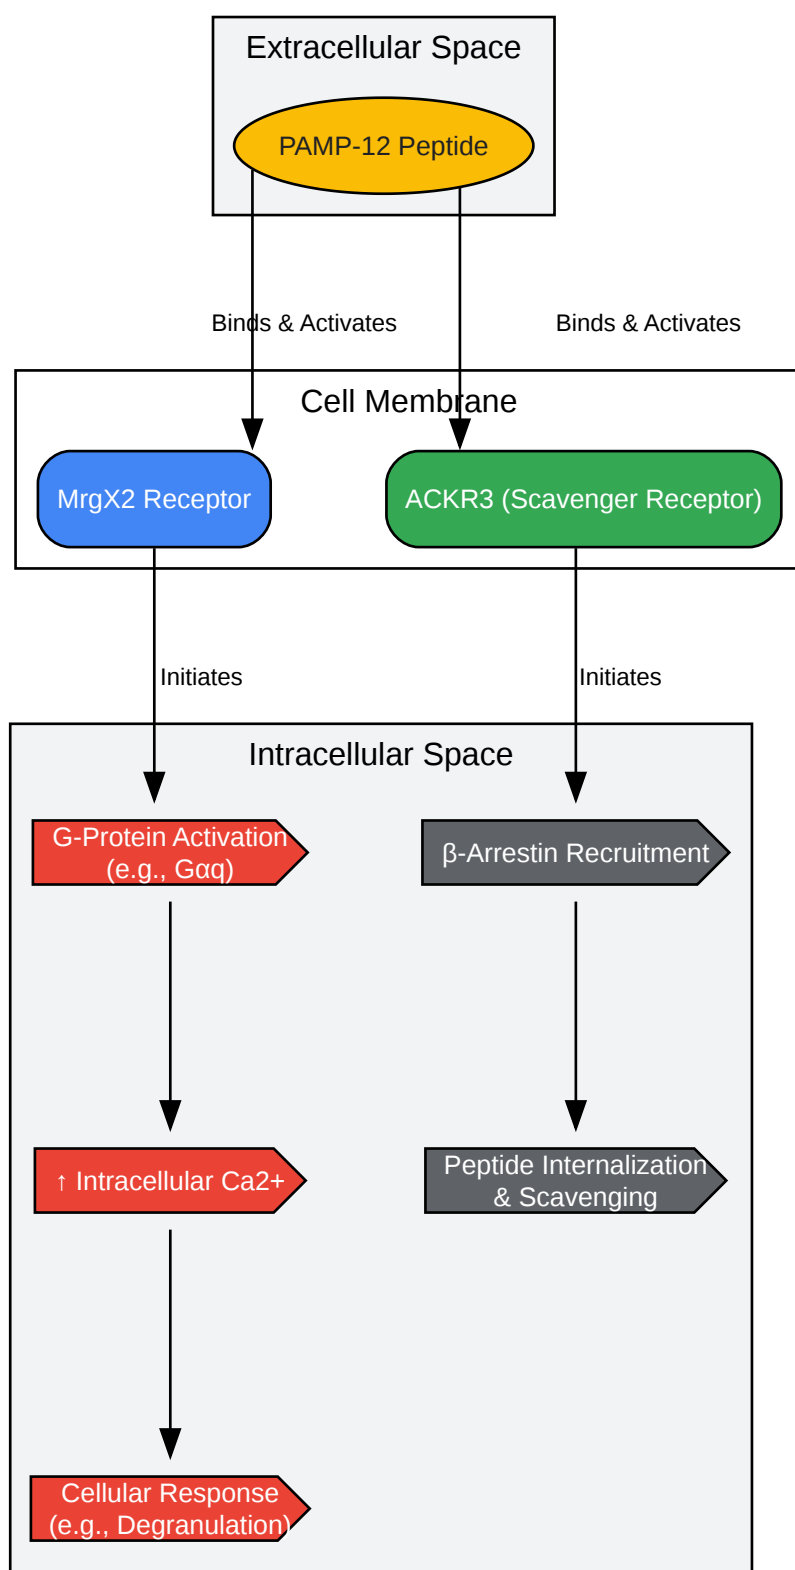 Extracellular Space
PAMP-12 Peptide
Binds & Activates
Binds & Activates
Cell Membrane
MrgX2 Receptor
ACKR3 (Scavenger Receptor)
Initiates
Initiates
Intracellular Space
G-Protein Activation
(e.g., Gαq)
β-Arrestin Recruitment
↑ Intracellular Ca2+
Peptide Internalization
& Scavenging
Cellular Response
(e.g., Degranulation)